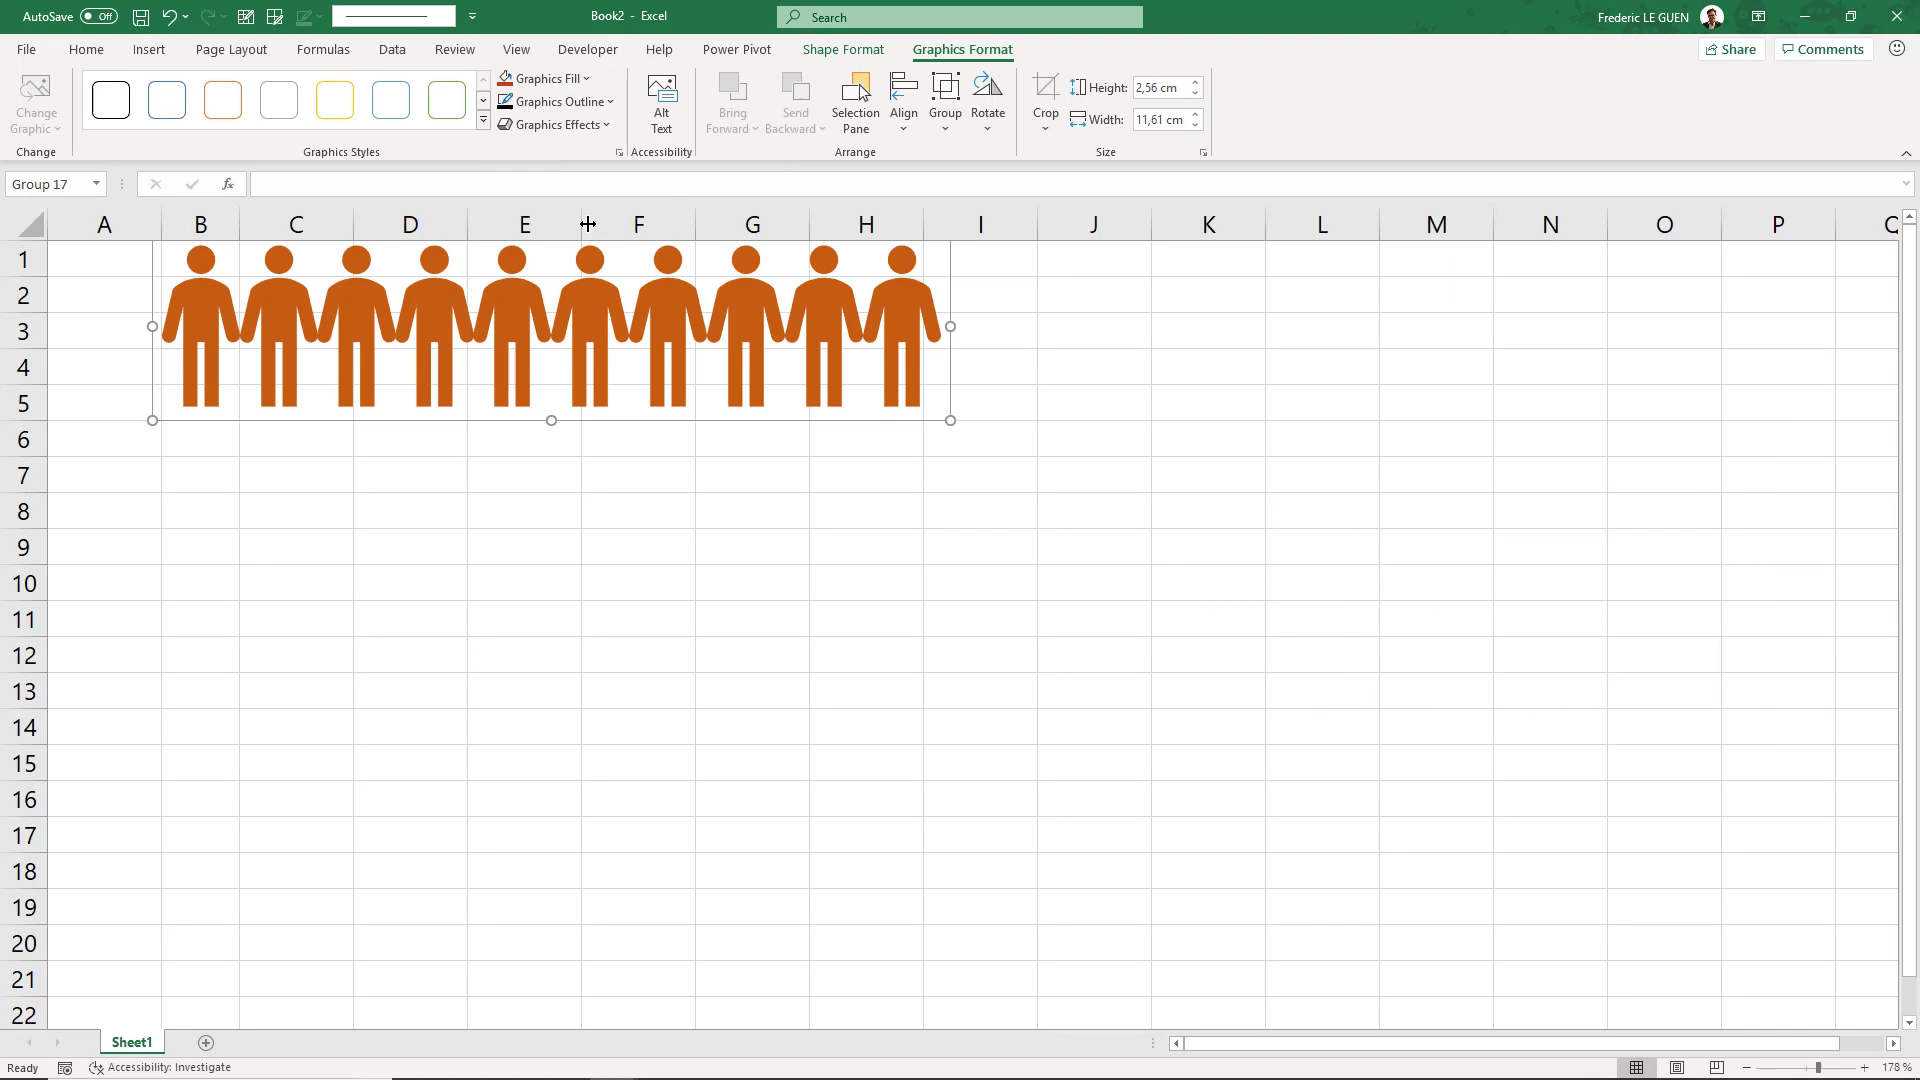 AutoSave Off Book2 - Excel Search Frederic LE GUEN
File Home Insert Page Layout Formulas Data Review View Developer Help Power Pivot Shape Format Graphics Format Share Comments
Change Graphic
Graphics Fill
Graphics Outline
Graphics Effects
Alt Text
Bring Forward
Send Backward
Selection Pane
Align
Group
Rotate
Crop
Height: 2,56 cm
Width: 11,61 cm
Change Graphics Styles Accessibility Arrange Size
Group 17 fx
A B C D E F G H I J K L M N O P Q
1
2
3
4
5
6
7
8
9
10
11
12
13
14
15
16
17
18
19
20
21
22
Sheet1
Ready Accessibility: Investigate 178 %